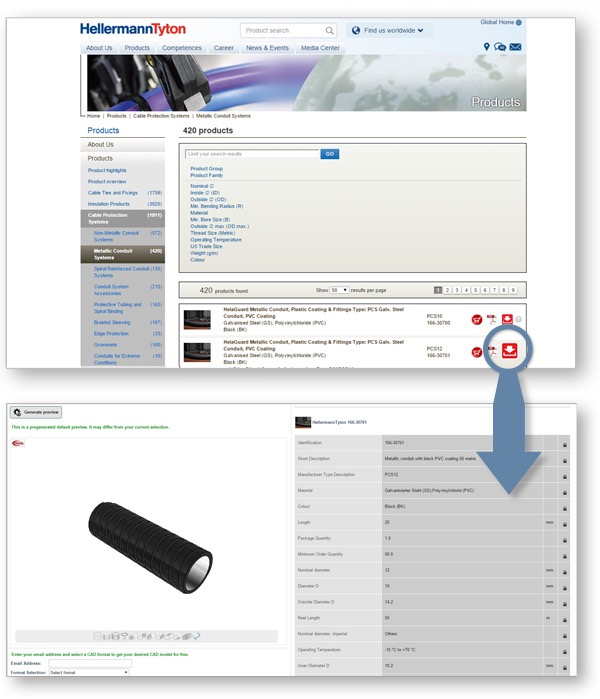 HellermannTyton
Product search
Find us worldwide
Global Home
About Us Products Competences Career News & Events Media Center
Products
Home | Products | Cable Protection Systems | Metallic Conduit Systems
Products
420 products
About Us
Products
Product highlights
Product overview
Cable Ties and Fixings (1759)
Insulation Products (3920)
Cable Protection (1811)
Systems
Non-Metallic Conduit (572)
Systems
Metallic Conduit (420)
Systems
Spiral Reinforced Conduit (135)
Systems
Conduit System (215)
Accessories
Protective Tubing and (163)
Spiral Binding
Braided Sleeving (187)
Edge Protection (33)
Grommets (106)
Conduits for Extreme (10)
Conditions
Limit your search results
GO
Product Group
Product Family
Nominal ∅
Inside ∅ (ID)
Outside ∅ (OD)
Min. Bending Radius (R)
Material
Min. Bore Size (B)
Outside ∅ max (OD max.)
Thread Size (Metric)
Operating Temperature
US Trade Size
Weight (g/m)
Colour
420 products found
Show 50 results per page
1 2 3 4 5 6 7 8 9
HelaGuard Metallic Conduit, Plastic Coating & Fittings Type: PCS Galv. Steel
Conduit, PVC Coating
Galvanised Steel (GS), Polyvinylchloride (PVC)
Black (BK)
PCS10
166-30700
HelaGuard Metallic Conduit, Plastic Coating & Fittings Type: PCS Galv. Steel
Conduit, PVC Coating
Galvanised Steel (GS), Polyvinylchloride (PVC)
Black (BK)
PCS12
166-30701
Generate preview
This is a pregenerated default preview. It may differ from your current selection.
HellermannTyton 166-30701
Identification 166-30701
Short Description Metallic conduit with black PVC coating 50 metre
Manufacturer Type Description PCS12
Material Galvanisierter Stahl (GS);Polyvinylchlorid (PVC)
Colour Black (BK)
Length 25 mm
Package Quantity 1.0
Minimum Order Quantity 50.0
Nominal diameter 12 mm
Diameter D 10 mm
Outside Diameter D 14.2 mm
Reel Length 50 m
Nominal diameter, imperial Others
Operating Temperature -15 °C to +70 °C
Inner Diameter D 10.2 mm
Enter your email address and select a CAD format to get your desired CAD model for free.
Email Address:
Format Selection: Select format